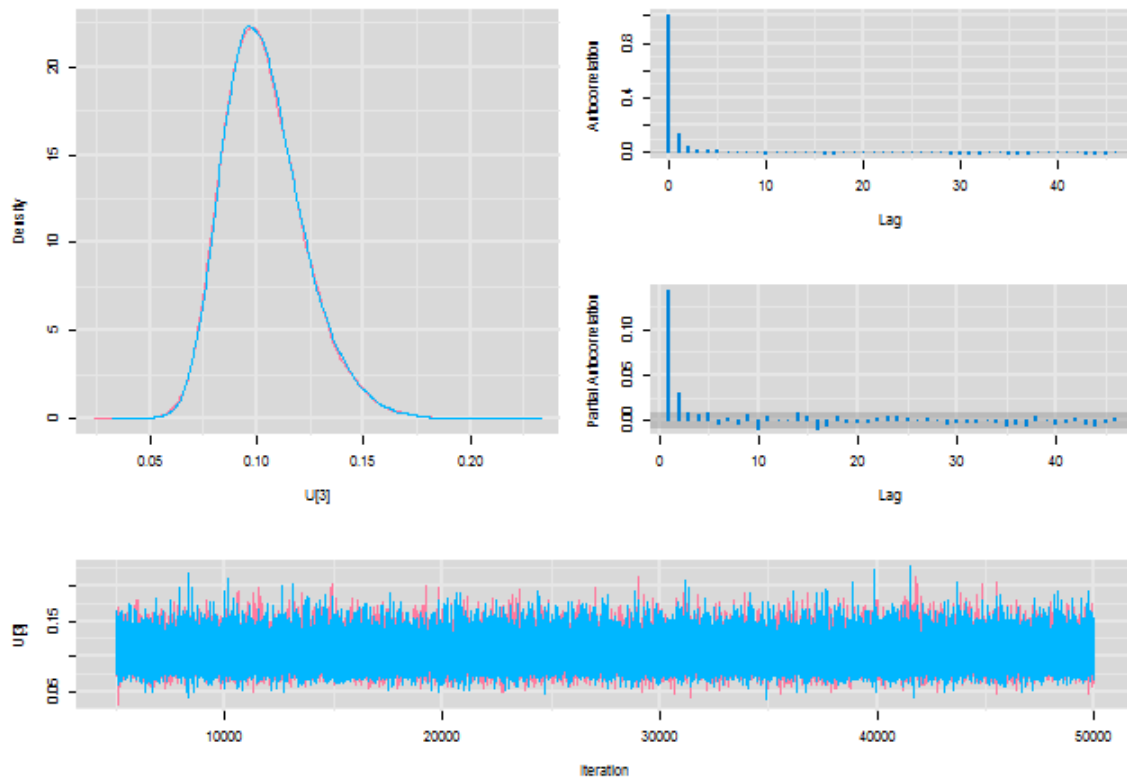 Density
20
15
10
5
0
0.05 0.10 0.15 0.20
U[3]
Autocorrelation
0.8
0.4
0.0
0 10 20 30 40
Lag
Partial Autocorrelation
0.10
0.05
0.00
0 10 20 30 40
Lag
U[3]
0.15
0.05
10000 20000 30000 40000 50000
Iteration